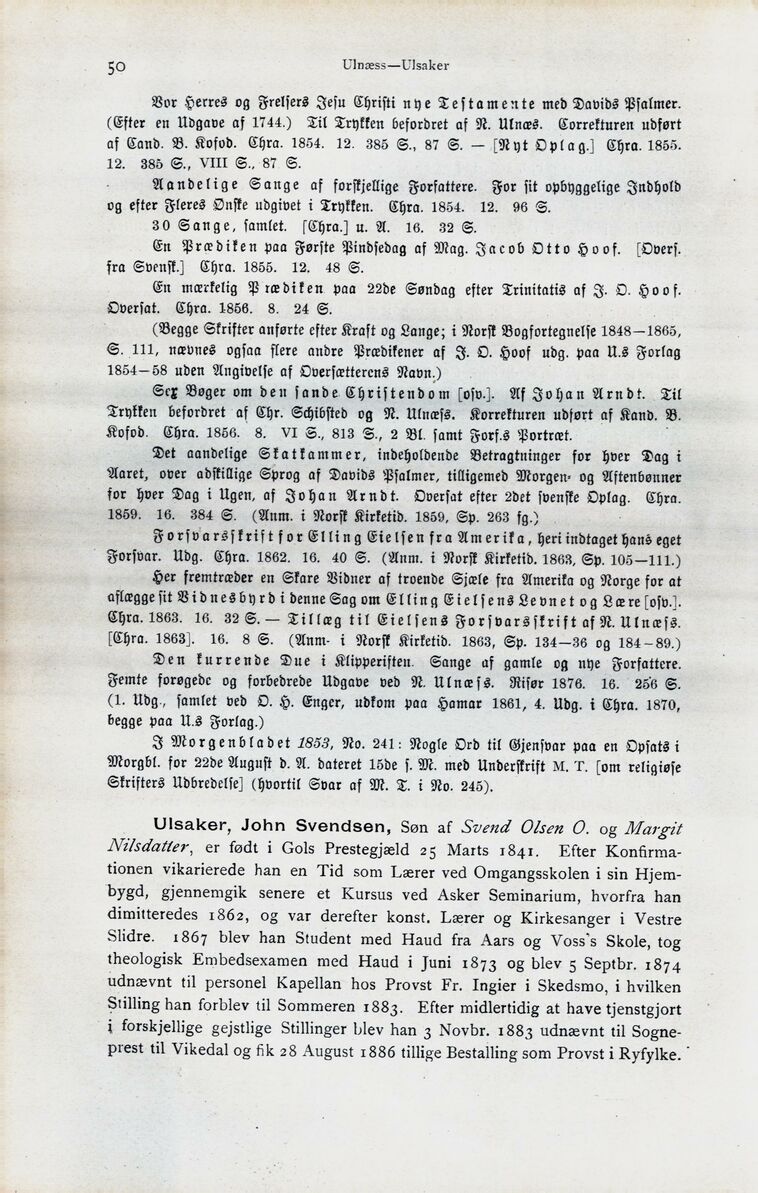 50
Ulnæss—Ulsaker
Vor Herres og Frelsers Jesu Christi nye Testamente med Davids Psalmer.
(Efter en Udgave af 1744.) Til Trykken befordret af N. Ulnæs. Correkturen udført
af Cand. B. Kofod. Chra. 1854. 12. 385 S., 87 S. — [Nyt Oplag.] Chra. 1855.
12. 385 S., VIII S., 87 S.
Aandelige Sange af forskjellige Forfattere. For sit opbyggelige Indhold
og efter Fleres Ønske udgivet i Trykken. Chra. 1854. 12. 96 S.
30 Sange, samlet. [Chra.] u. A. 16. 32 S.
En Prædiken paa Første Pindsedag af Mag. Jacob Otto Hoof. [Overs.
fra Svensk.] Chra. 1855. 12. 48 S.
En mærkelig Prædiken paa 22de Søndag efter Trinitatis af J. O. Hoof.
Oversat. Chra. 1856. 8. 24 S.
(Begge Skrifter anførte efter Kraft og Lange; i Norsk Bogfortegnelse 1848—1865,
S. 111, nævnes ogsaa flere andre Prædikener af J. O. Hoof udg. paa U.s Forlag
1854—58 uden Angivelse af Oversætterens Navn.)
Sex Bøger om den sande Christendom [osv.]. Af Johan Arndt. Til
Trykken befordret af Chr. Schibsted og N. Ulnæss. Korrekturen udført af Kand. B.
Kofod. Chra. 1856. 8. VI S., 813 S., 2 Bl. samt Forf.s Portræt.
Det aandelige Skatkammer, indeholdende Betragtninger for hver Dag i
Aaret, over adskillige Sprog af Davids Psalmer, tilligemed Morgen- og Aftenbønner
for hver Dag i Ugen, af Johan Arndt. Oversat efter 2det svenske Oplag. Chra.
1859. 16. 384 S. (Anm. i Norsk Kirketid. 1859, Sp. 263 fg.)
Forsvarsskrift for Elling Eielsen fra Amerika, heri indtaget hans eget
Forsvar. Udg. Chra. 1862. 16. 40 S. (Anm. i Norsk Kirketid. 1863, Sp. 105—111.)
Her fremtræder en Skare Vidner af troende Sjæle fra Amerika og Norge for at
aflægge sit Vidnesbyrd i denne Sag om Elling Eielsens Levnet og Lære [osv.].
Chra. 1863. 16. 32 S. — Tillæg til Eielsens Forsvarsskrift af N. Ulnæss.
[Chra. 1863]. 16. 8 S. (Anm. i Norsk Kirketid. 1863, Sp. 134—36 og 184-89.)
Den kurrende Due i Klipperiften. Sange af gamle og nye Forfattere.
Femte forøgede og forbedrede Udgave ved N. Ulnæss. Risør 1876. 16. 256 S.
(1. Udg., samlet ved O. H. Enger, udkom paa Hamar 1861, 4. Udg. i Chra. 1870,
begge paa U.s Forlag.)
I Morgenbladet 1853, No. 241: Nogle Ord til Gjensvar paa en Opsats i
Morgbl. for 22de August d. A. dateret 15de s. M. med Underskrift M. T. [om religiøse
Skrifters Udbredelse] (hvortil Svar af M. T. i No. 245).
Ulsaker, John Svendsen, Søn af Svend Olsen O. og Margit
Nilsdatter, er født i Gols Prestegjæld 25 Marts 1841. Efter Konfirma-
tionen vikarierede han en Tid som Lærer ved Omgangsskolen i sin Hjem-
bygd, gjennemgik senere et Kursus ved Asker Seminarium, hvorfra han
dimitteredes 1862, og var derefter konst. Lærer og Kirkesanger i Vestre
Slidre. 1867 blev han Student med Haud fra Aars og Voss's Skole, tog
theologisk Embedsexamen med Haud i Juni 1873 og blev 5 Septbr. 1874
udnævnt til personel Kapellan hos Provst Fr. Ingier i Skedsmo, i hvilken
Stilling han forblev til Sommeren 1883. Efter midlertidig at have tjenstgjort
i forskjellige gejstlige Stillinger blev han 3 Novbr. 1883 udnævnt til Sogne-
prest til Vikedal og fik 28 August 1886 tillige Bestalling som Provst i Ryfylke.